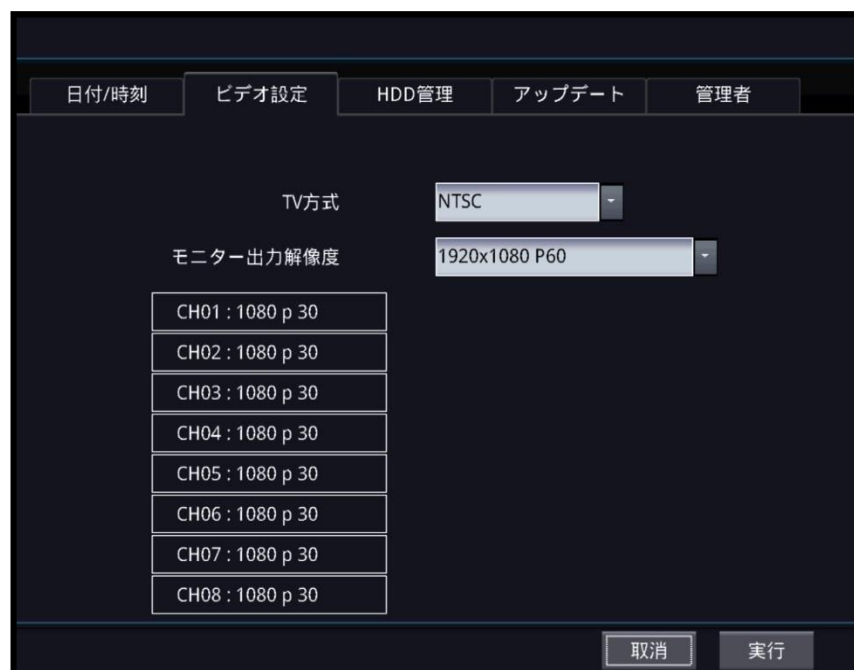 日付/時刻 ビデオ設定 HDD管理 アップデート 管理者
TV方式 NTSC
モニター出力解像度 1920x1080 P60
CH01 : 1080 p 30
CH02 : 1080 p 30
CH03 : 1080 p 30
CH04 : 1080 p 30
CH05 : 1080 p 30
CH06 : 1080 p 30
CH07 : 1080 p 30
CH08 : 1080 p 30
取消 実行